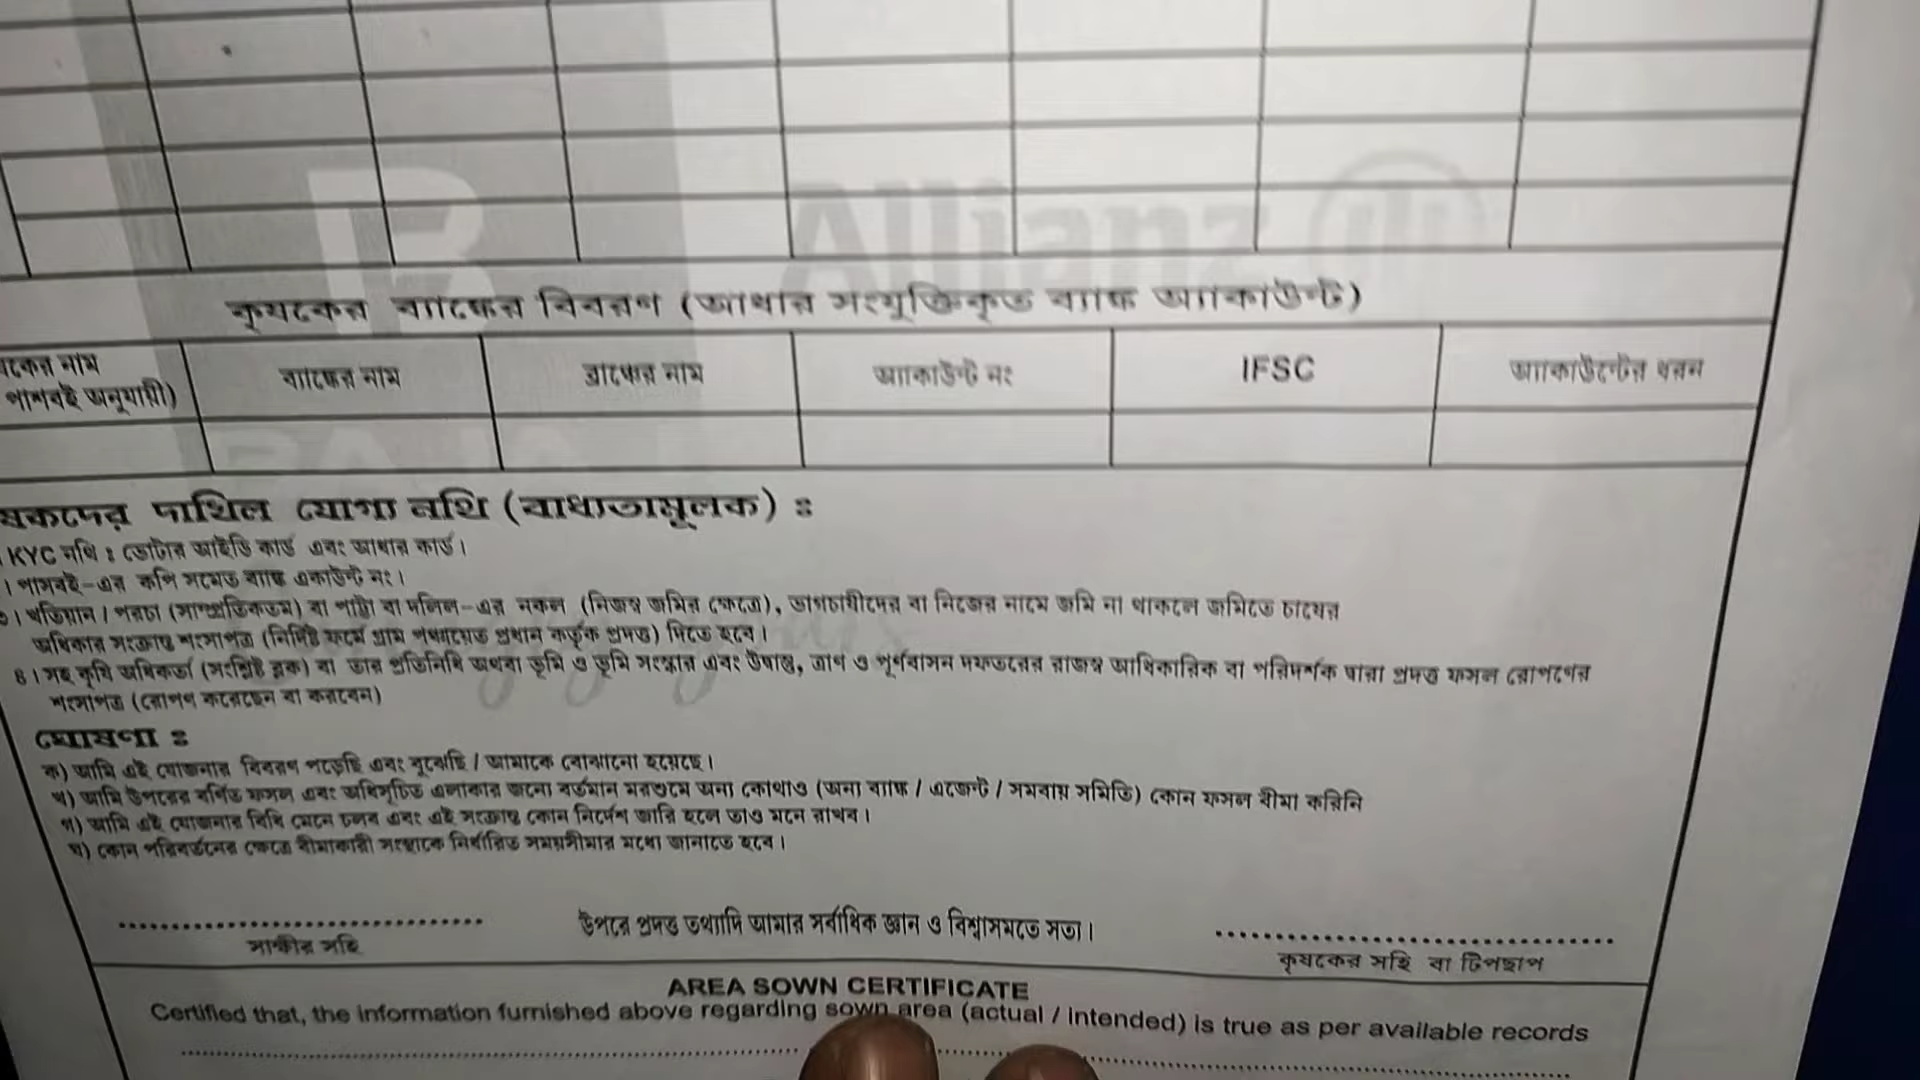 Allianz
কৃষকের ব্যাঙ্কের বিবরণ (আধার সংযুক্তিকৃত ব্যাঙ্ক অ্যাকাউন্ট)
নাম ব্যাঙ্কের নাম ব্রাঞ্চের নাম অ্যাকাউন্ট নং IFSC অ্যাকাউন্টের ধরন
পাশবই অনুযায়ী)
দাখিল যোগ্য নথি (বাধ্যতামূলক) ঃ
KYC নথি ঃ ভোটার আইডি কার্ড এবং আধার কার্ড।
। পাসবই-এর কপি সমেত ব্যাঙ্ক একাউন্ট নং।
৩। খতিয়ান / পরচা (সাম্প্রতিকতম) বা পাট্টা বা দলিল-এর নকল (নিজস্ব জমির ক্ষেত্রে), ভাগচাষীদের বা নিজের নামে জমি না থাকলে জমিতে চাষের
অধিকার সংক্রান্ত শংসাপত্র (নির্দিষ্ট ফর্মে গ্রাম পঞ্চায়েত প্রধান কর্তৃক প্রদত্ত) দিতে হবে।
৪। সহ কৃষি অধিকর্তা (সংশ্লিষ্ট ব্লক) বা তার প্রতিনিধি অথবা ভূমি ও ভূমি সংস্কার এবং উদ্বাস্তু, ত্রাণ ও পূর্ণবাসন দফতরের রাজস্ব আধিকারিক বা পরিদর্শক দ্বারা প্রদত্ত ফসল রোপণের
শংসাপত্র (রোপণ করেছেন বা করবেন)
ঘোষণা ঃ
ক) আমি এই যোজনার বিবরণ পড়েছি এবং বুঝেছি / আমাকে বোঝানো হয়েছে।
খ) আমি উপরের বর্ণিত ফসল এবং অধিসূচিত এলাকার জন্যে বর্তমান মরশুমে অন্য কোথাও (অন্য ব্যাঙ্ক / এজেন্ট / সমবায় সমিতি) কোন ফসল বীমা করিনি
গ) আমি এই যোজনার বিধি মেনে চলব এবং এই সংক্রান্ত কোন নির্দেশ জারি হলে তাও মনে রাখব।
ঘ) কোন পরিবর্তনের ক্ষেত্রে বীমাকারী সংস্থাকে নির্ধারিত সময়সীমার মধ্যে জানাতে হবে।
উপরে প্রদত্ত তথ্যাদি আমার সর্বাধিক জ্ঞান ও বিশ্বাসমতে সত্য।
সাক্ষীর সহি কৃষকের সহি বা টিপছাপ
AREA SOWN CERTIFICATE
Certified that, the information furnished above regarding sown area (actual / intended) is true as per available records